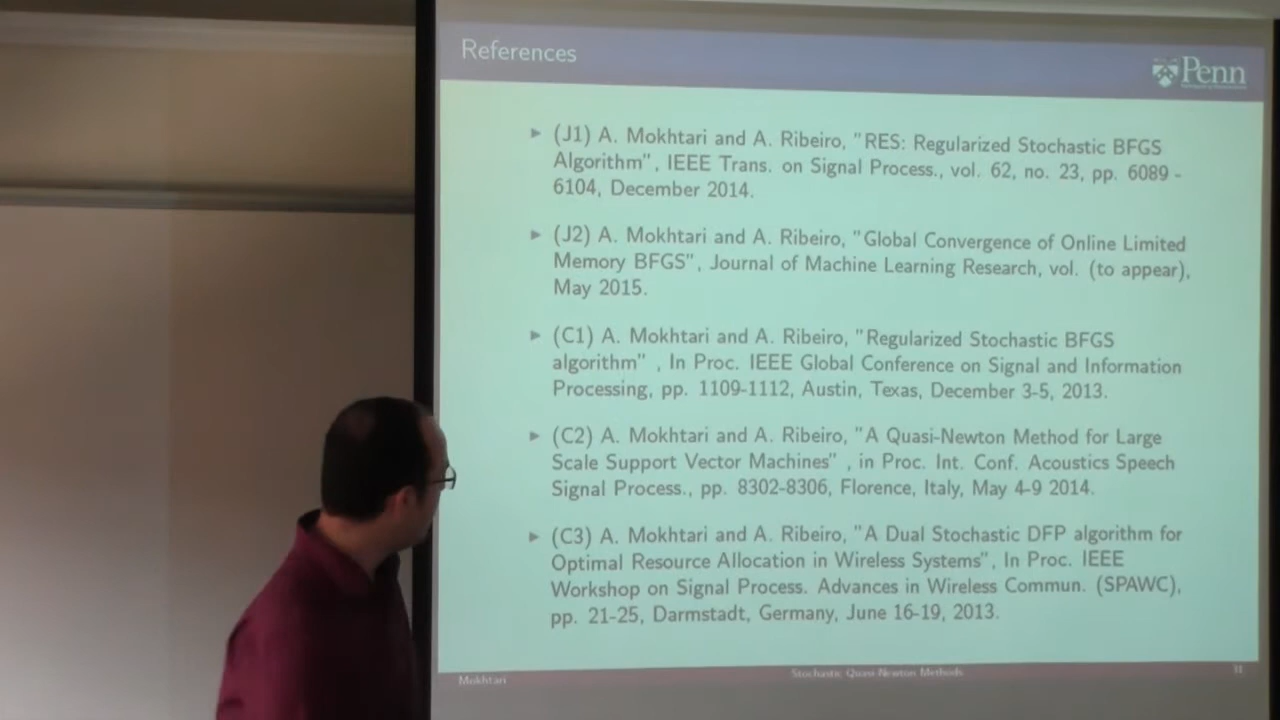 References
Penn
(J1) A. Mokhtari and A. Ribeiro, "RES: Regularized Stochastic BFGS
Algorithm", IEEE Trans. on Signal Process., vol. 62, no. 23, pp. 6089 -
6104, December 2014.
(J2) A. Mokhtari and A. Ribeiro, "Global Convergence of Online Limited
Memory BFGS", Journal of Machine Learning Research, vol. (to appear),
May 2015.
(C1) A. Mokhtari and A. Ribeiro, "Regularized Stochastic BFGS
algorithm" , In Proc. IEEE Global Conference on Signal and Information
Processing, pp. 1109-1112, Austin, Texas, December 3-5, 2013.
(C2) A. Mokhtari and A. Ribeiro, "A Quasi-Newton Method for Large
Scale Support Vector Machines" , in Proc. Int. Conf. Acoustics Speech
Signal Process., pp. 8302-8306, Florence, Italy, May 4-9 2014.
(C3) A. Mokhtari and A. Ribeiro, "A Dual Stochastic DFP algorithm for
Optimal Resource Allocation in Wireless Systems", In Proc. IEEE
Workshop on Signal Process. Advances in Wireless Commun. (SPAWC),
pp. 21-25, Darmstadt, Germany, June 16-19, 2013.
Mokhtari
Stochastic Quasi-Newton Methods